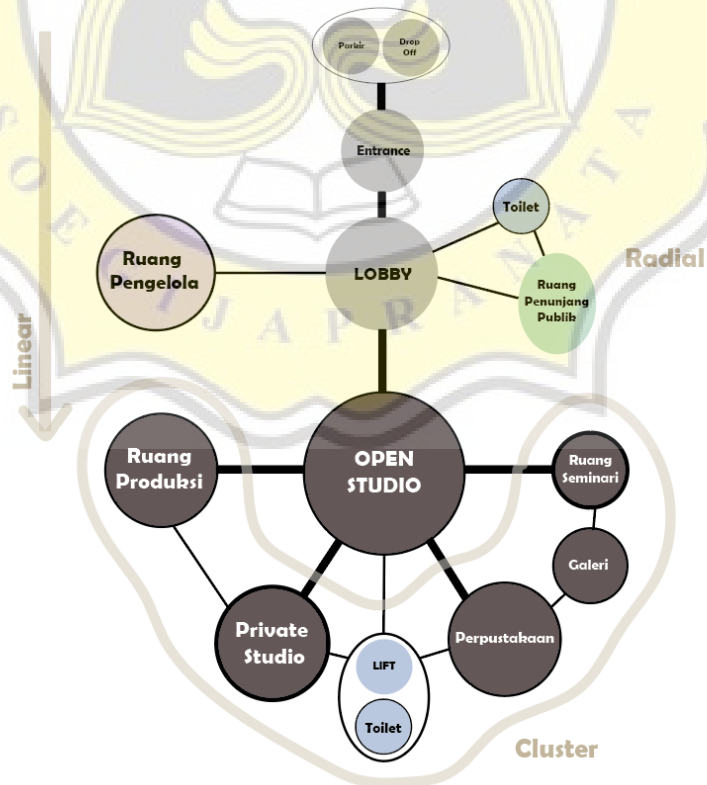 Parkir
Drop
Off
Entrance
SOEGIJAPRANATA
Toilet
Radial
Ruang
Pengelola
LOBBY
Ruang
Penunjang
Publik
Linear
Ruang
Produksi
OPEN
STUDIO
Ruang
Seminari
Galeri
Private
Studio
Perpustakaan
LIFT
Toilet
Cluster